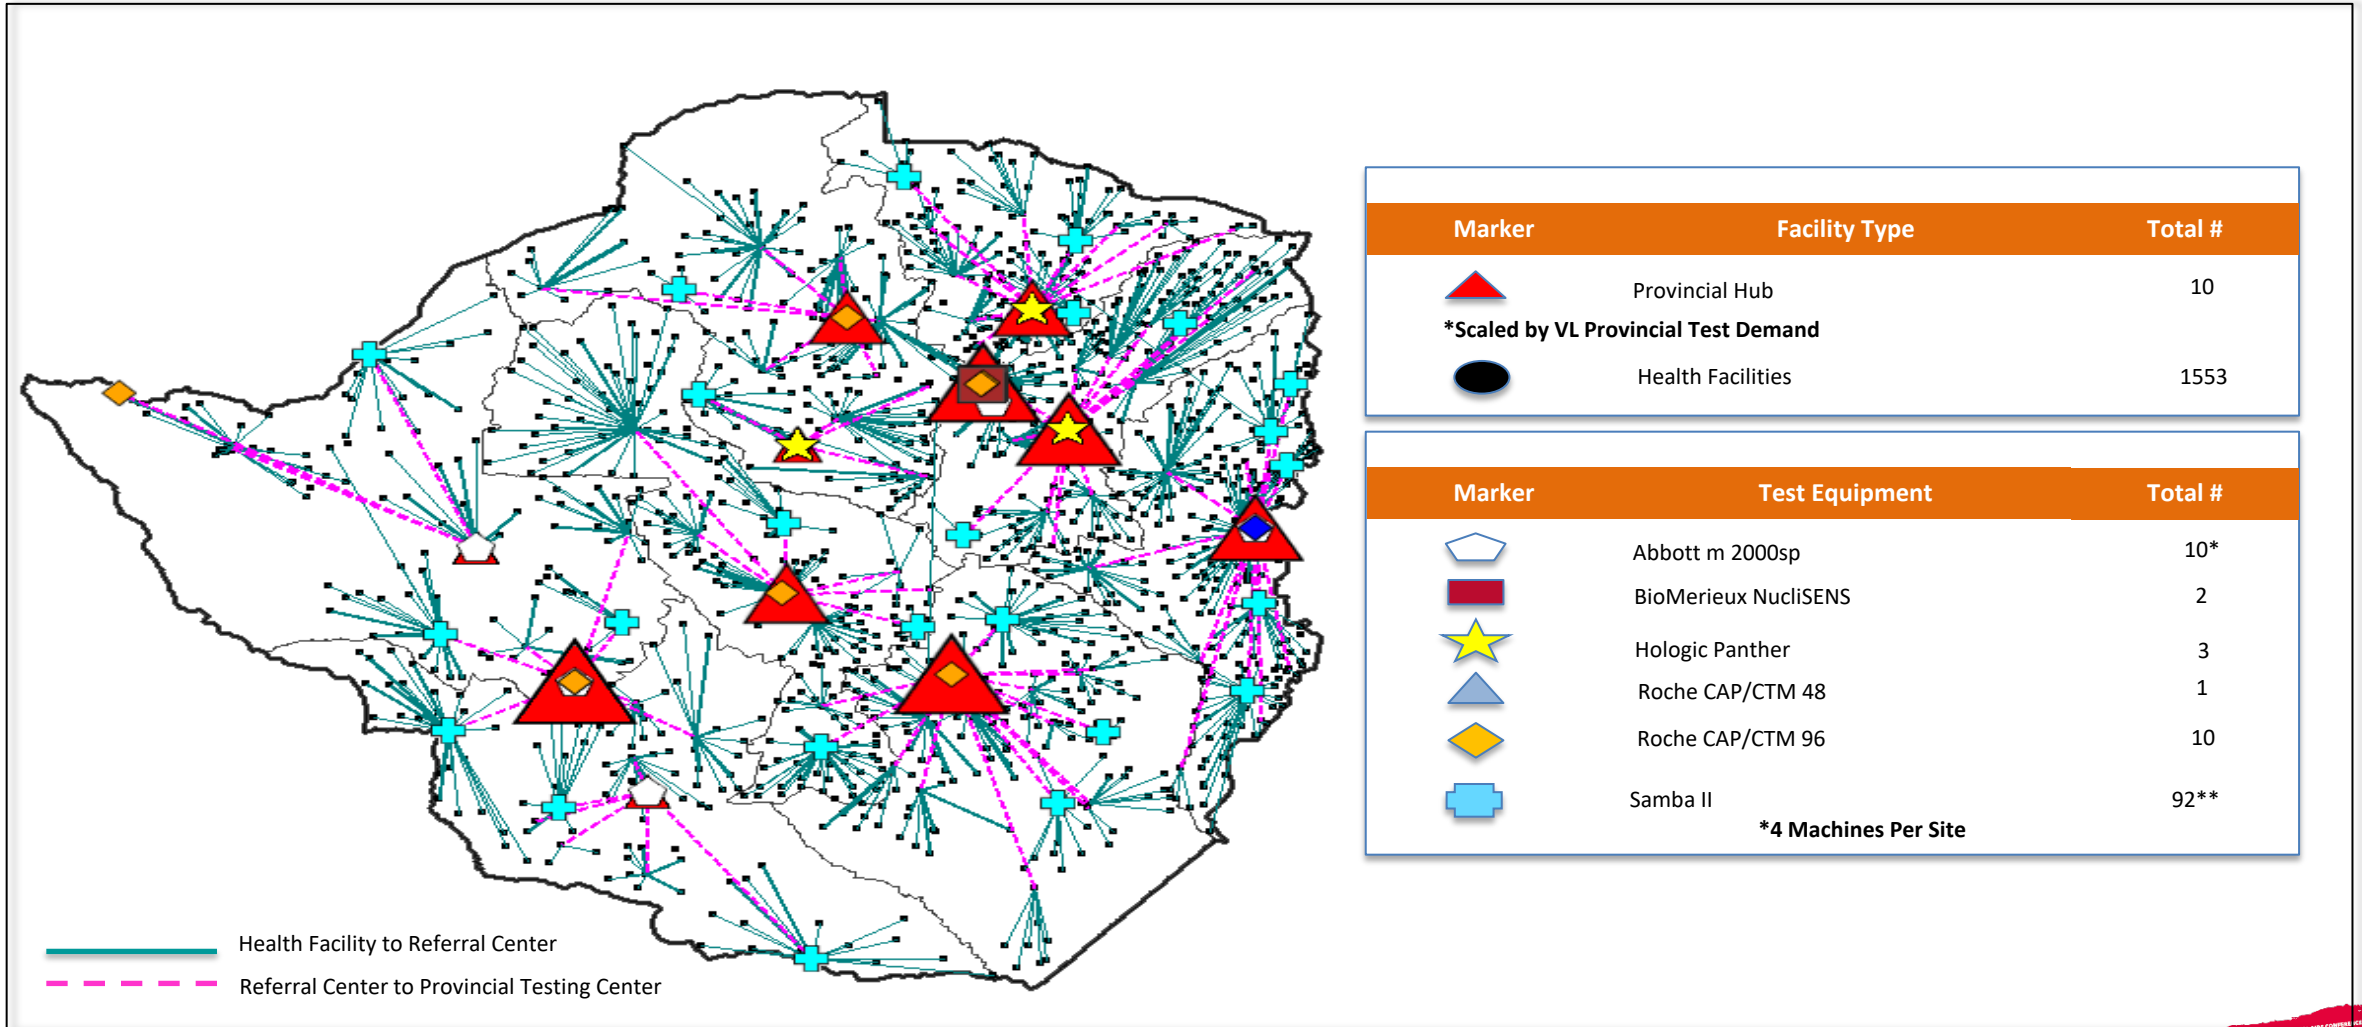 Marker Facility Type Total #
Provincial Hub 10
*Scaled by VL Provincial Test Demand
Health Facilities 1553
Marker Test Equipment Total #
Abbott m 2000sp 10*
BioMerieux NucliSENS 2
Hologic Panther 3
Roche CAP/CTM 48 1
Roche CAP/CTM 96 10
Samba II 92**
*4 Machines Per Site
Health Facility to Referral Center
Referral Center to Provincial Testing Center